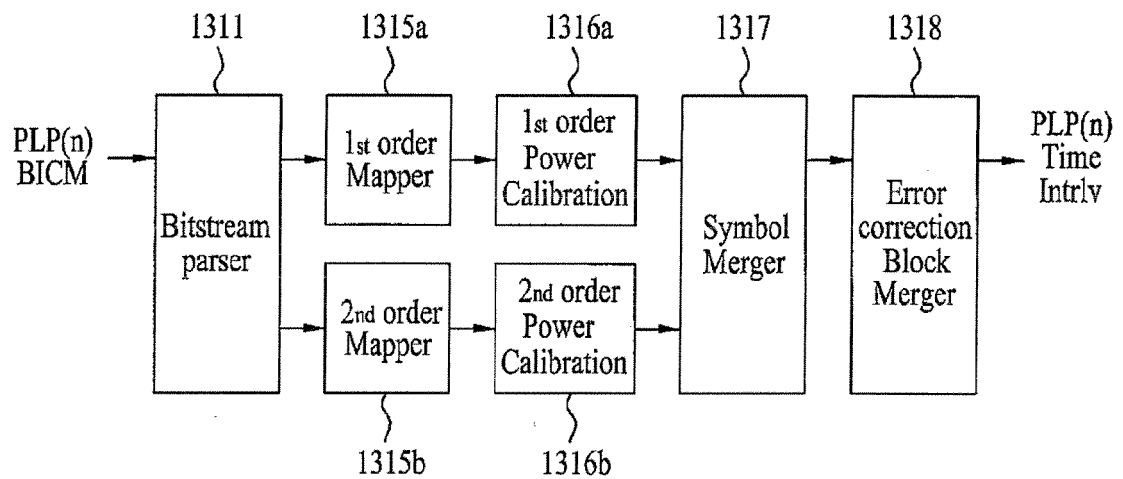 1311
1315a
1316a
1317
1318
PLP(n)
BICM
Bitstream
parser
1st order
Mapper
1st order
Power
Calibration
2nd order
Mapper
2nd order
Power
Calibration
Symbol
Merger
Error
correction
Block
Merger
PLP(n)
Time
Intrlv
1315b
1316b